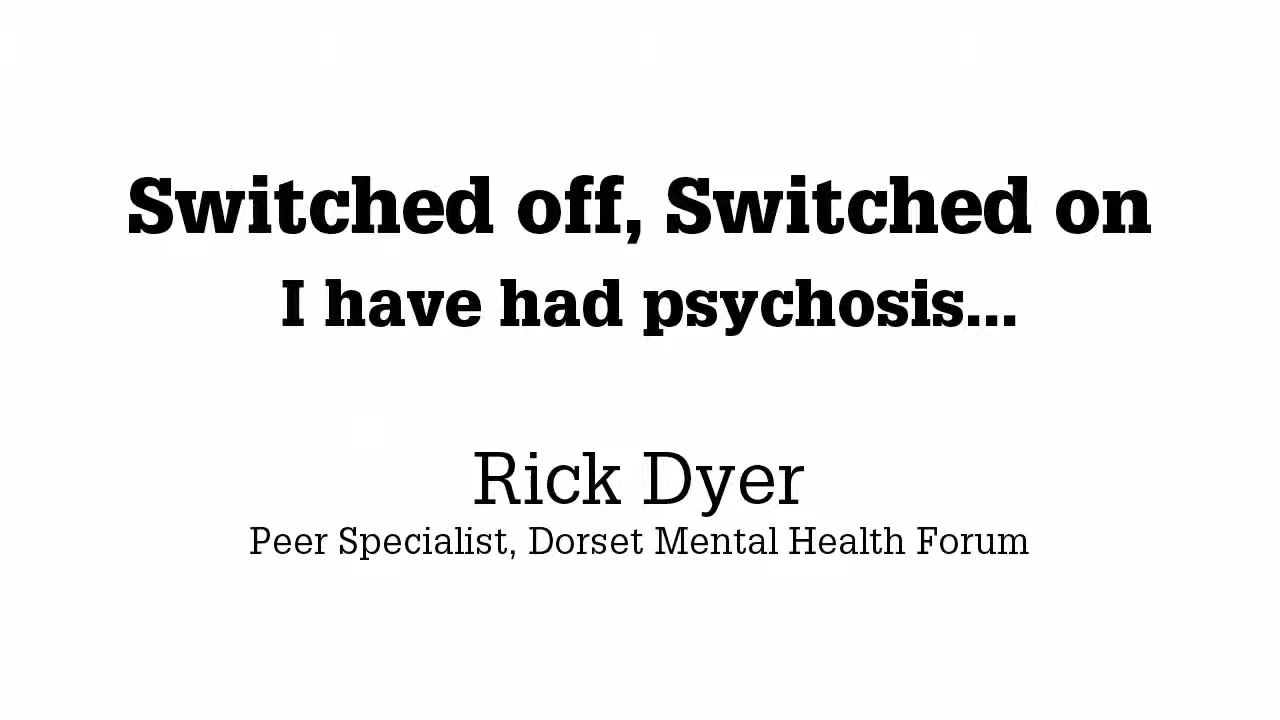 Switched off, Switched on
I have had psychosis...
Rick Dyer
Peer Specialist, Dorset Mental Health Forum